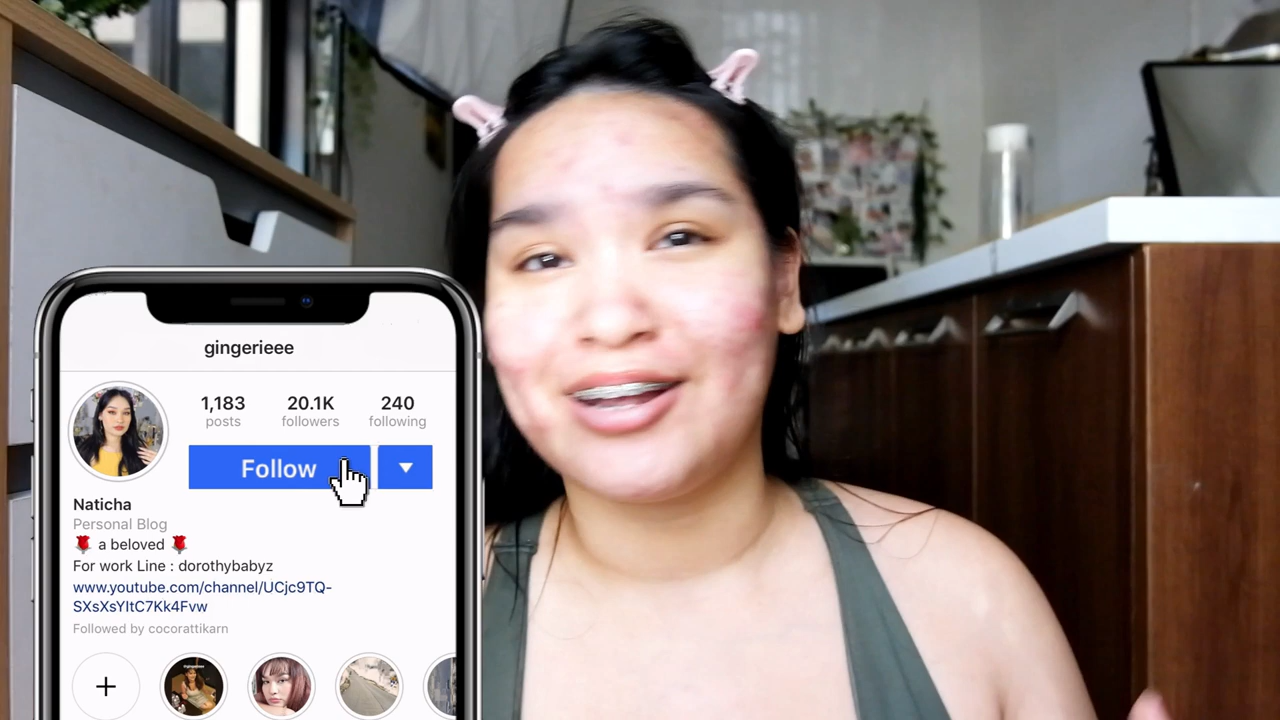 gingerieee
1,183 20.1K 240
posts followers following
Follow
Naticha
Personal Blog
🌹 a beloved 🌹
For work Line : dorothybabyz
www.youtube.com/channel/UCjc9TQ-
SXsXsYItC7Kk4Fvw
Followed by cocorattikarn